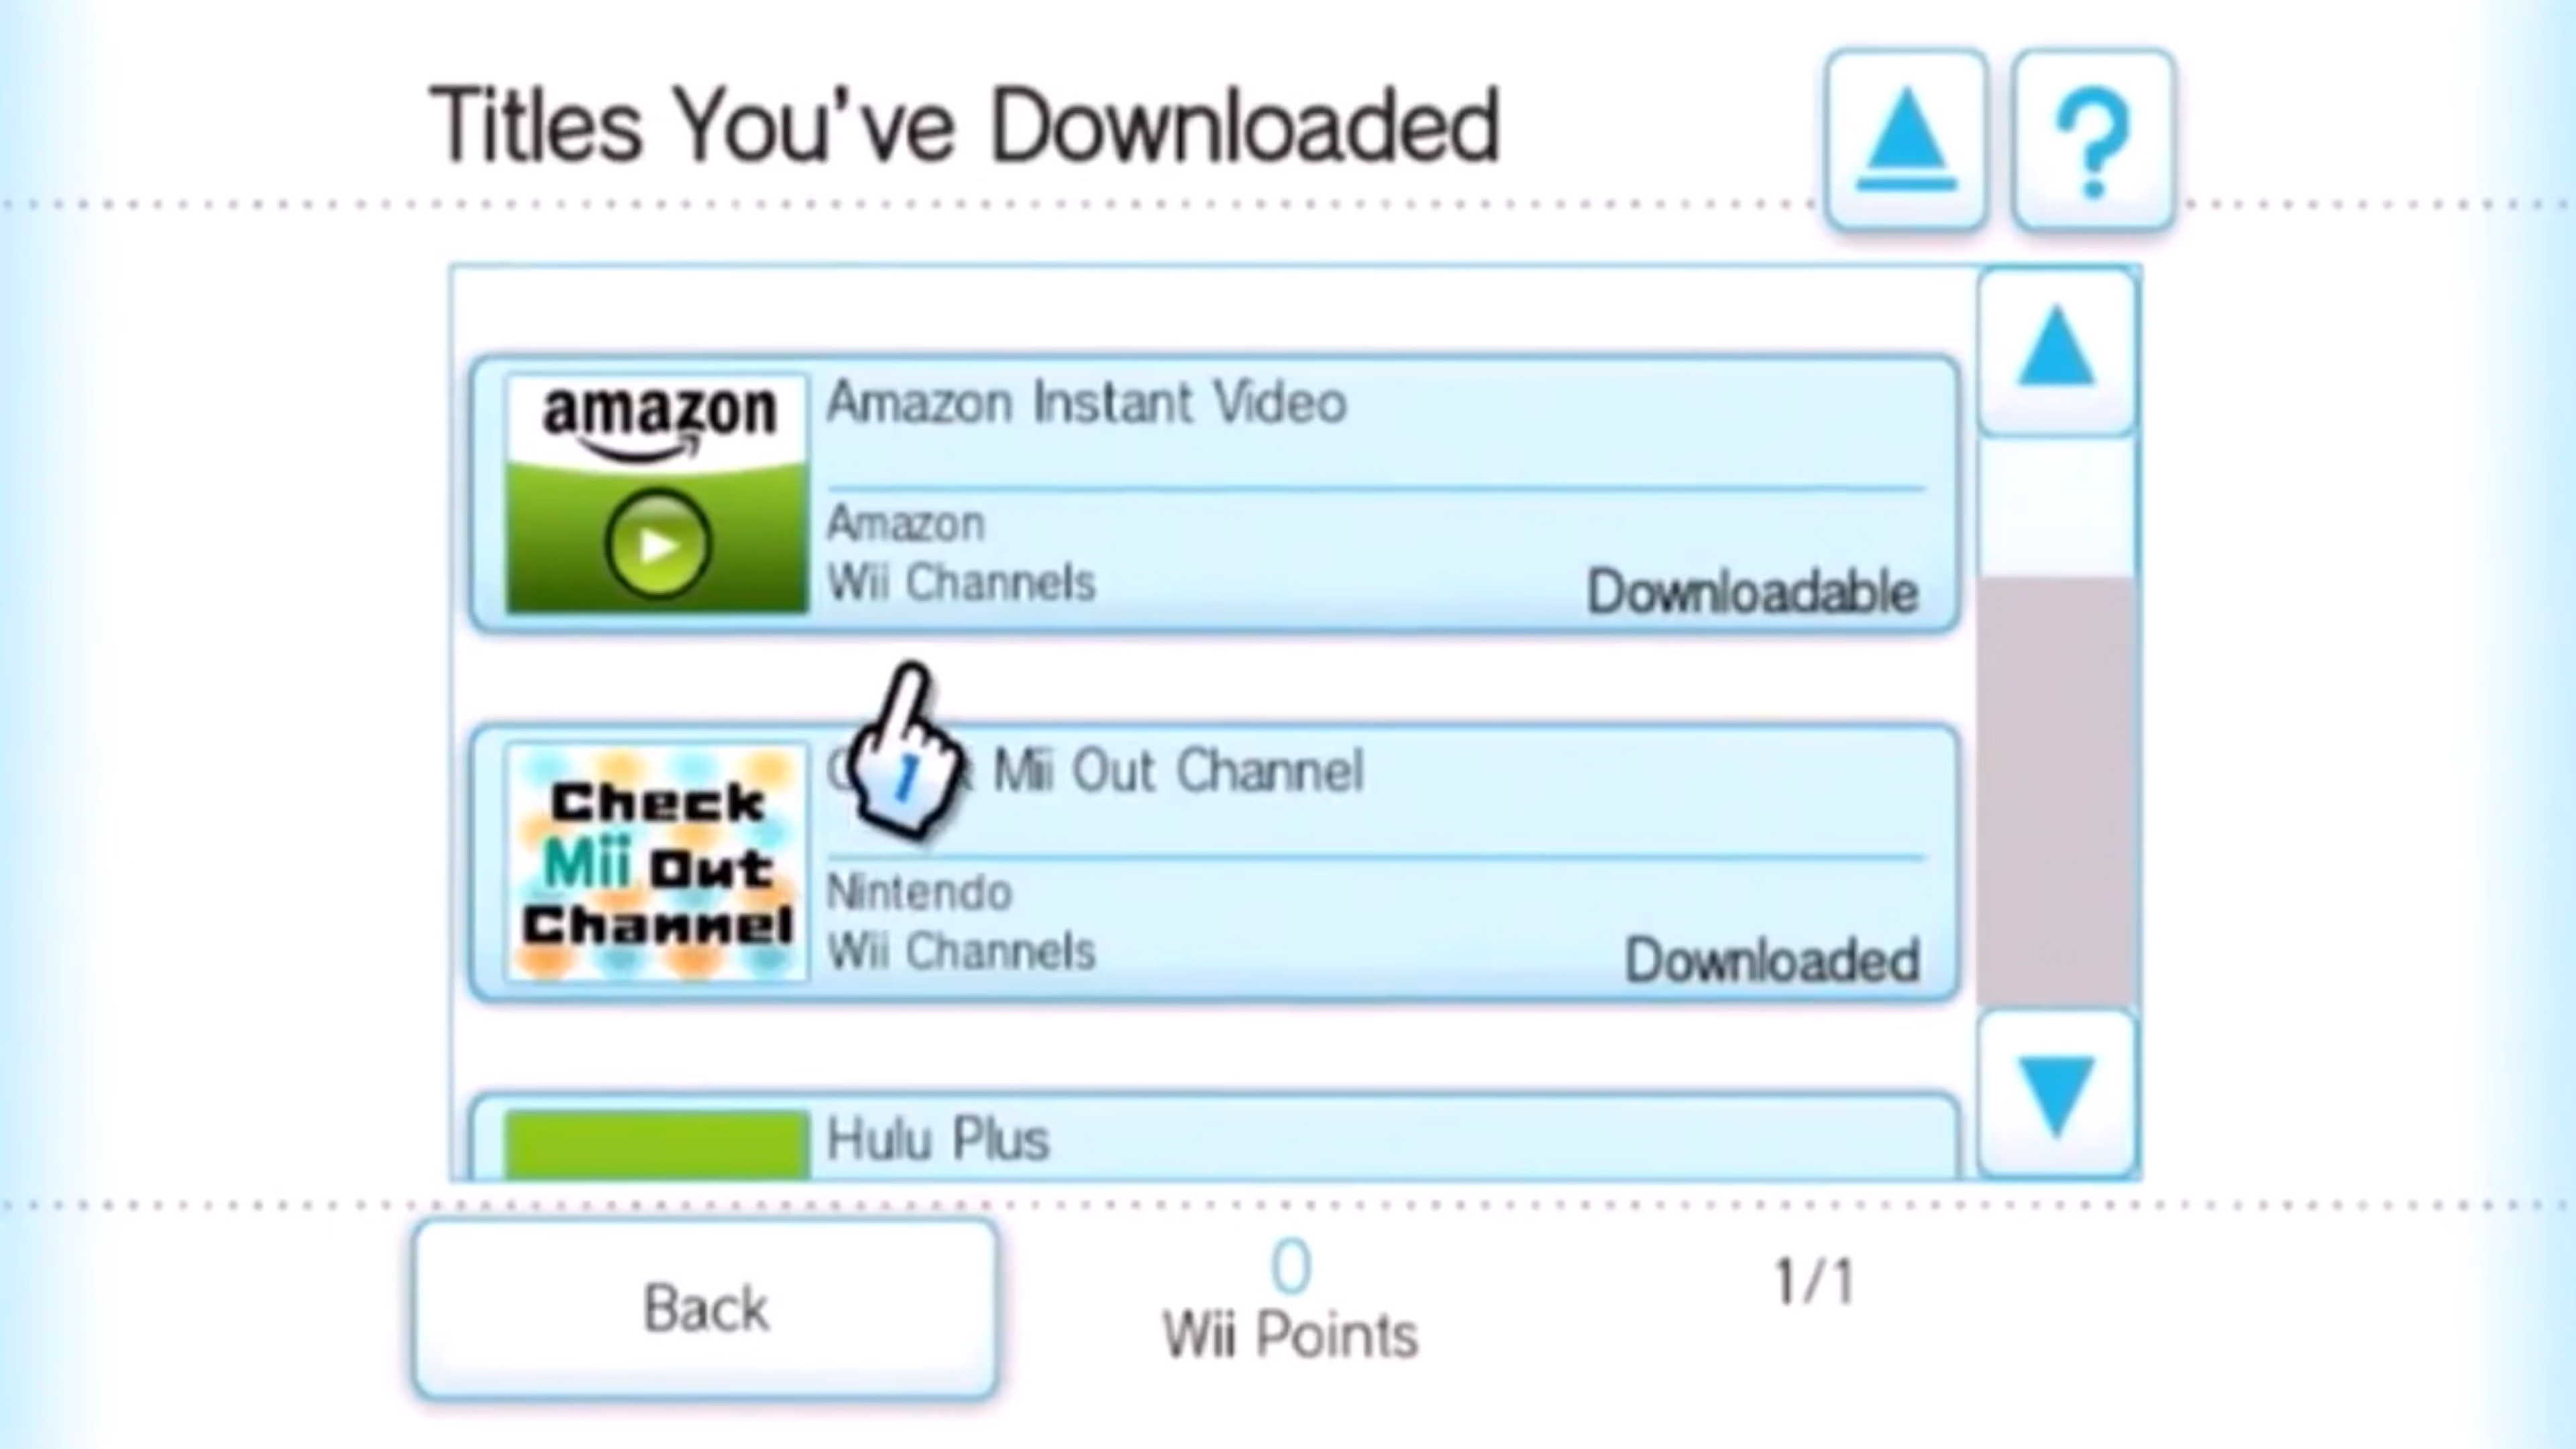 Titles You've Downloaded
?
amazon
Amazon Instant Video
Amazon
Wii Channels
Downloadable
1
Check
Mii Out
Channel
Mii Out Channel
Nintendo
Wii Channels
Downloaded
Hulu Plus
Back
0
Wii Points
1/1